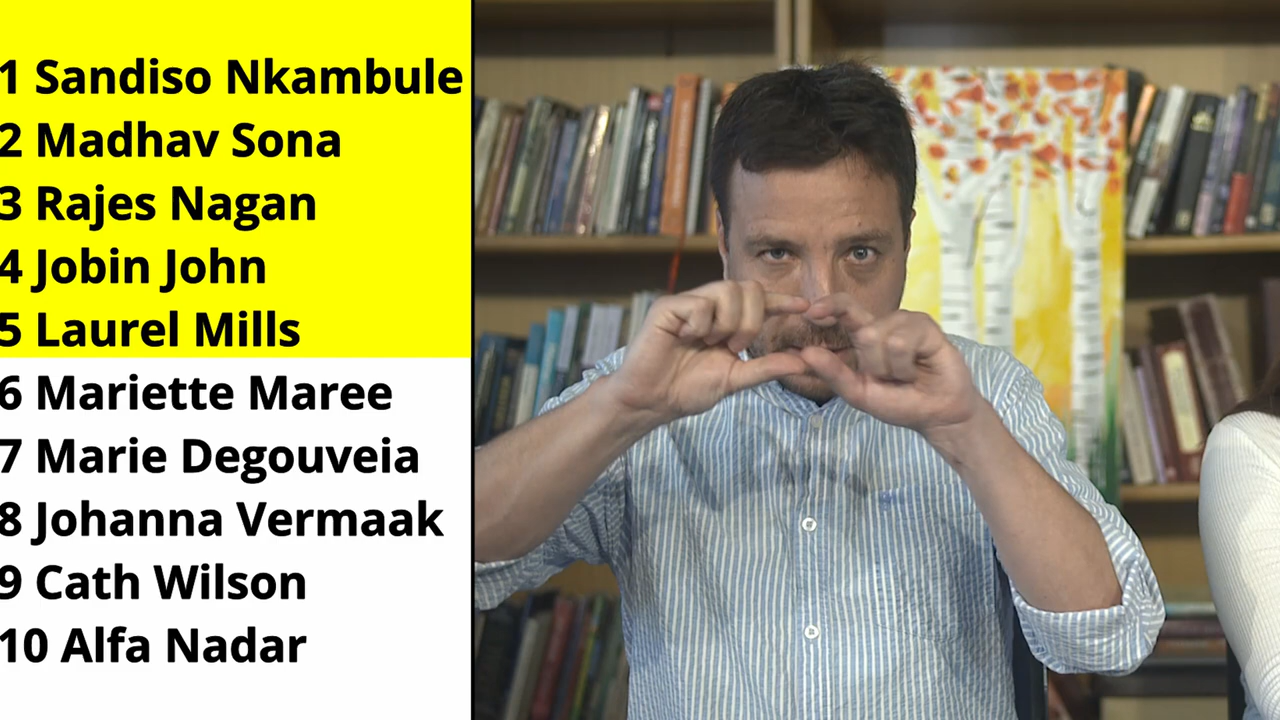 1 Sandiso Nkambule
2 Madhav Sona
3 Rajes Nagan
4 Jobin John
5 Laurel Mills
6 Mariette Maree
7 Marie Degouveia
8 Johanna Vermaak
9 Cath Wilson
10 Alfa Nadar